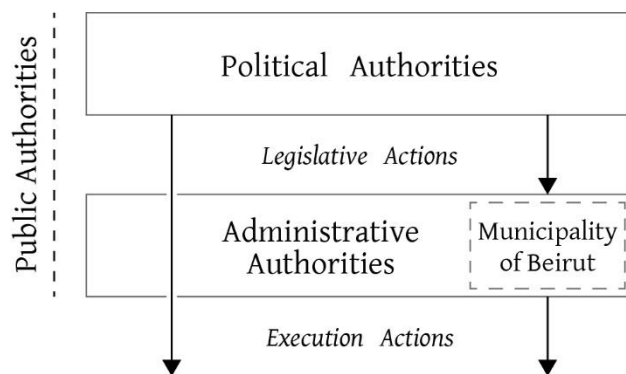 Public Authorities
Political Authorities
Legislative Actions
Administrative
Authorities
Municipality
of Beirut
Execution Actions